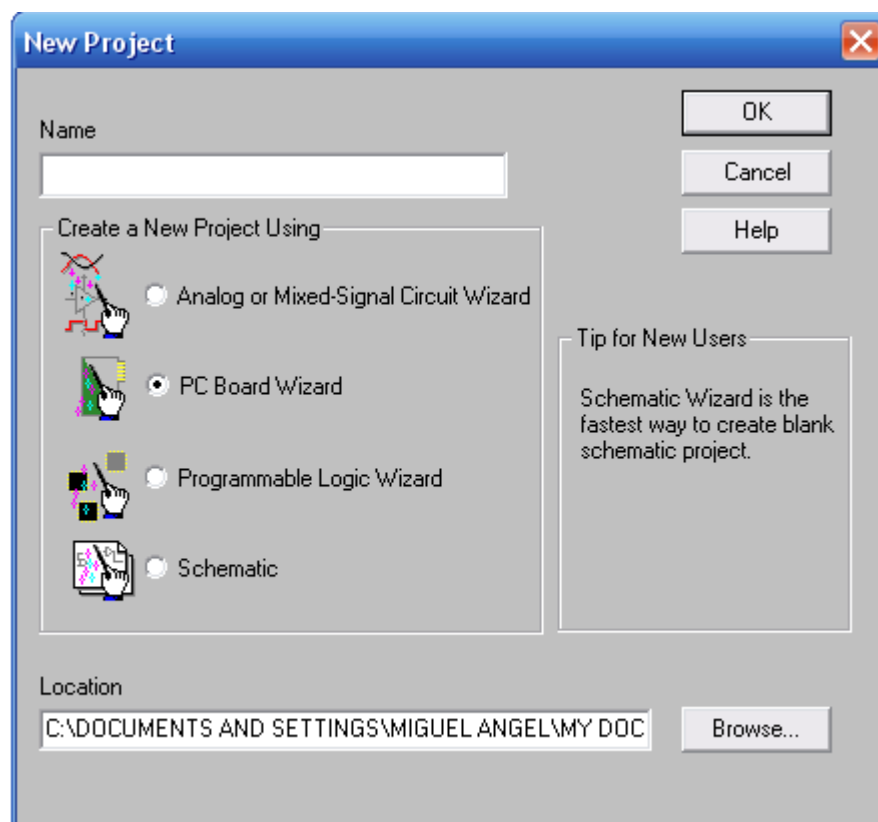 New Project
Name
OK
Cancel
Help
Create a New Project Using
Analog or Mixed-Signal Circuit Wizard
PC Board Wizard
Programmable Logic Wizard
Schematic
Tip for New Users
Schematic Wizard is the
fastest way to create blank
schematic project.
Location
C:\DOCUMENTS AND SETTINGS\MIGUEL ANGEL\MY DOC
Browse...